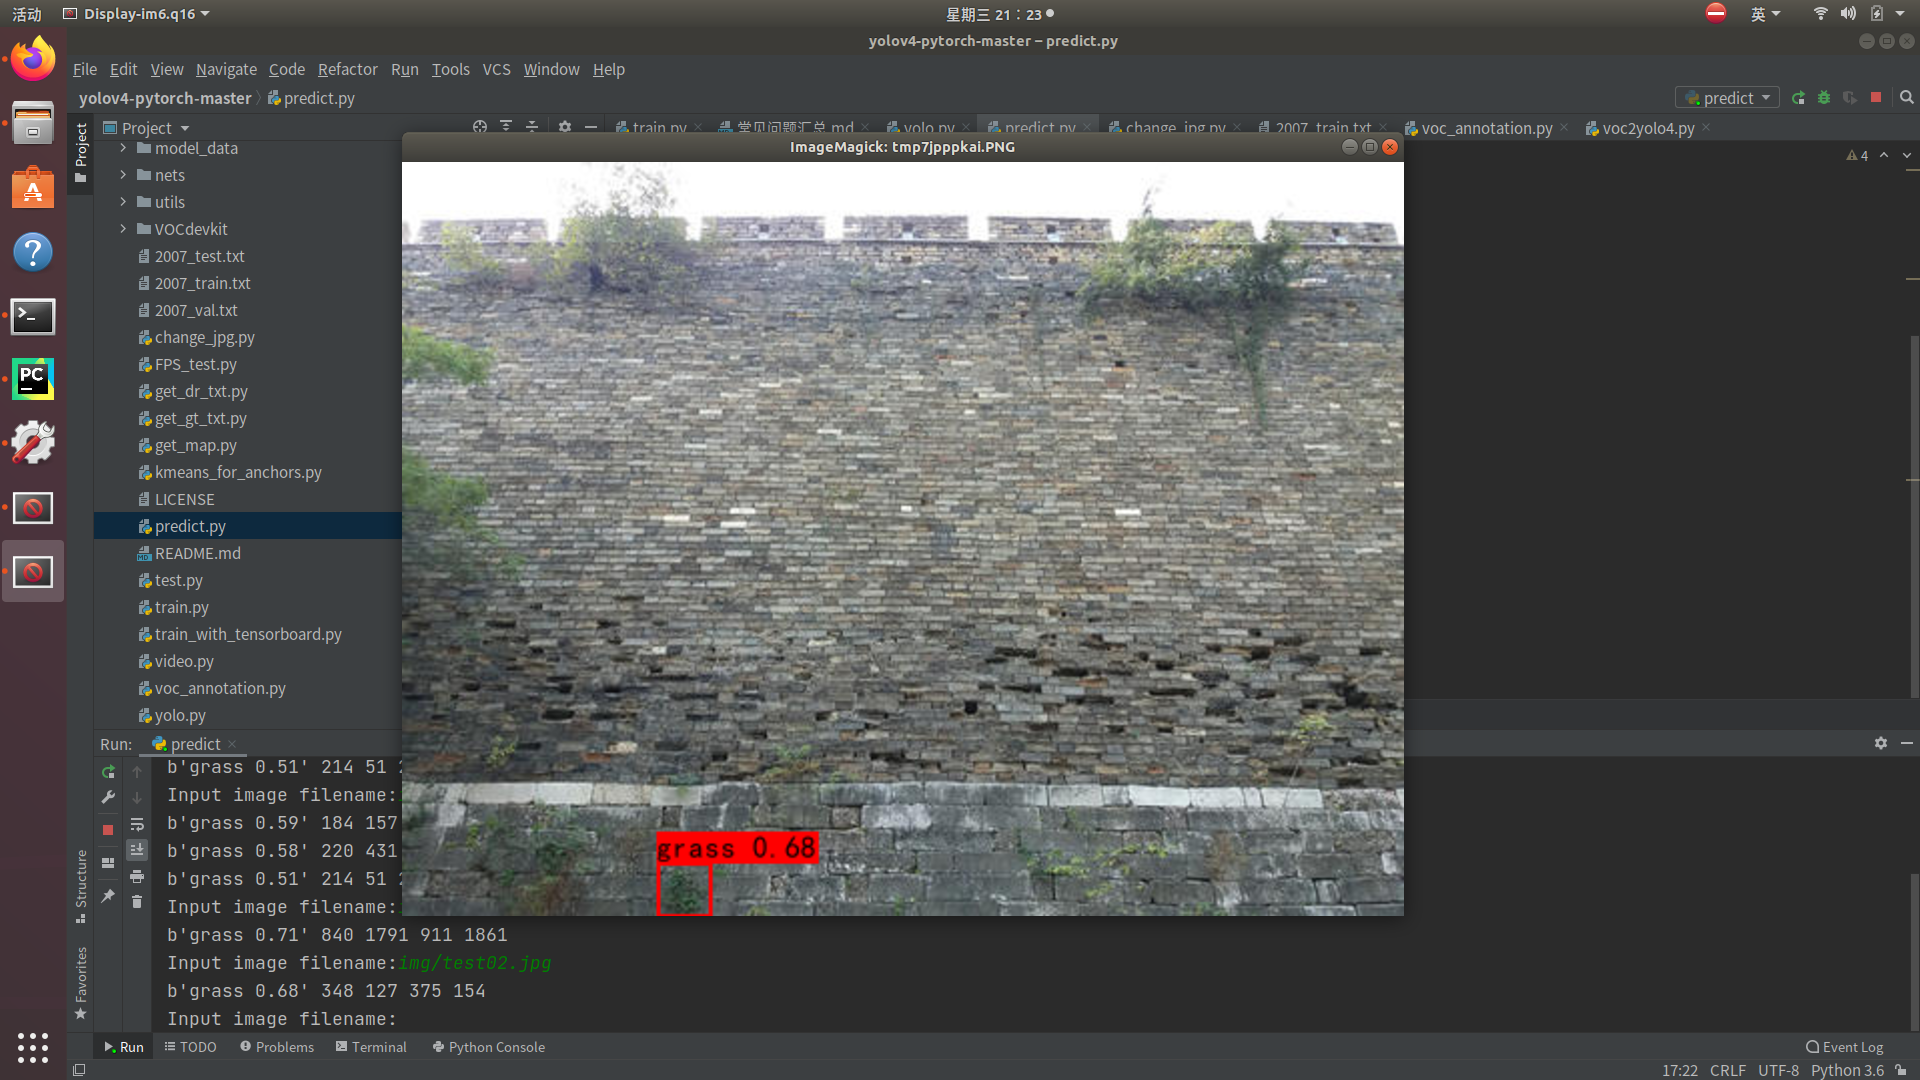 活动 Display-im6.q16 星期三 21：23 英
yolov4-pytorch-master – predict.py
File Edit View Navigate Code Refactor Run Tools VCS Window Help
yolov4-pytorch-master predict.py predict
Project train.py 常见问题汇总.md yolo.py predict.py change_jpg.py 2007_train.txt voc_annotation.py voc2yolo4.py
Project
ImageMagick: tmp7jpppkai.PNG
4
model_data
nets
utils
VOCdevkit
2007_test.txt
2007_train.txt
2007_val.txt
change_jpg.py
FPS_test.py
get_dr_txt.py
get_gt_txt.py
get_map.py
kmeans_for_anchors.py
LICENSE
predict.py
README.md
test.py
train.py
train_with_tensorboard.py
video.py
voc_annotation.py
yolo.py
grass 0.68
Run: predict
b'grass 0.51' 214 51
Input image filename:
b'grass 0.59' 184 157
b'grass 0.58' 220 431
b'grass 0.51' 214 51
Input image filename:
b'grass 0.71' 840 1791 911 1861
Input image filename:img/test02.jpg
b'grass 0.68' 348 127 375 154
Input image filename:
Structure
Favorites
Run TODO Problems Terminal Python Console Event Log
17:22 CRLF UTF-8 Python 3.6